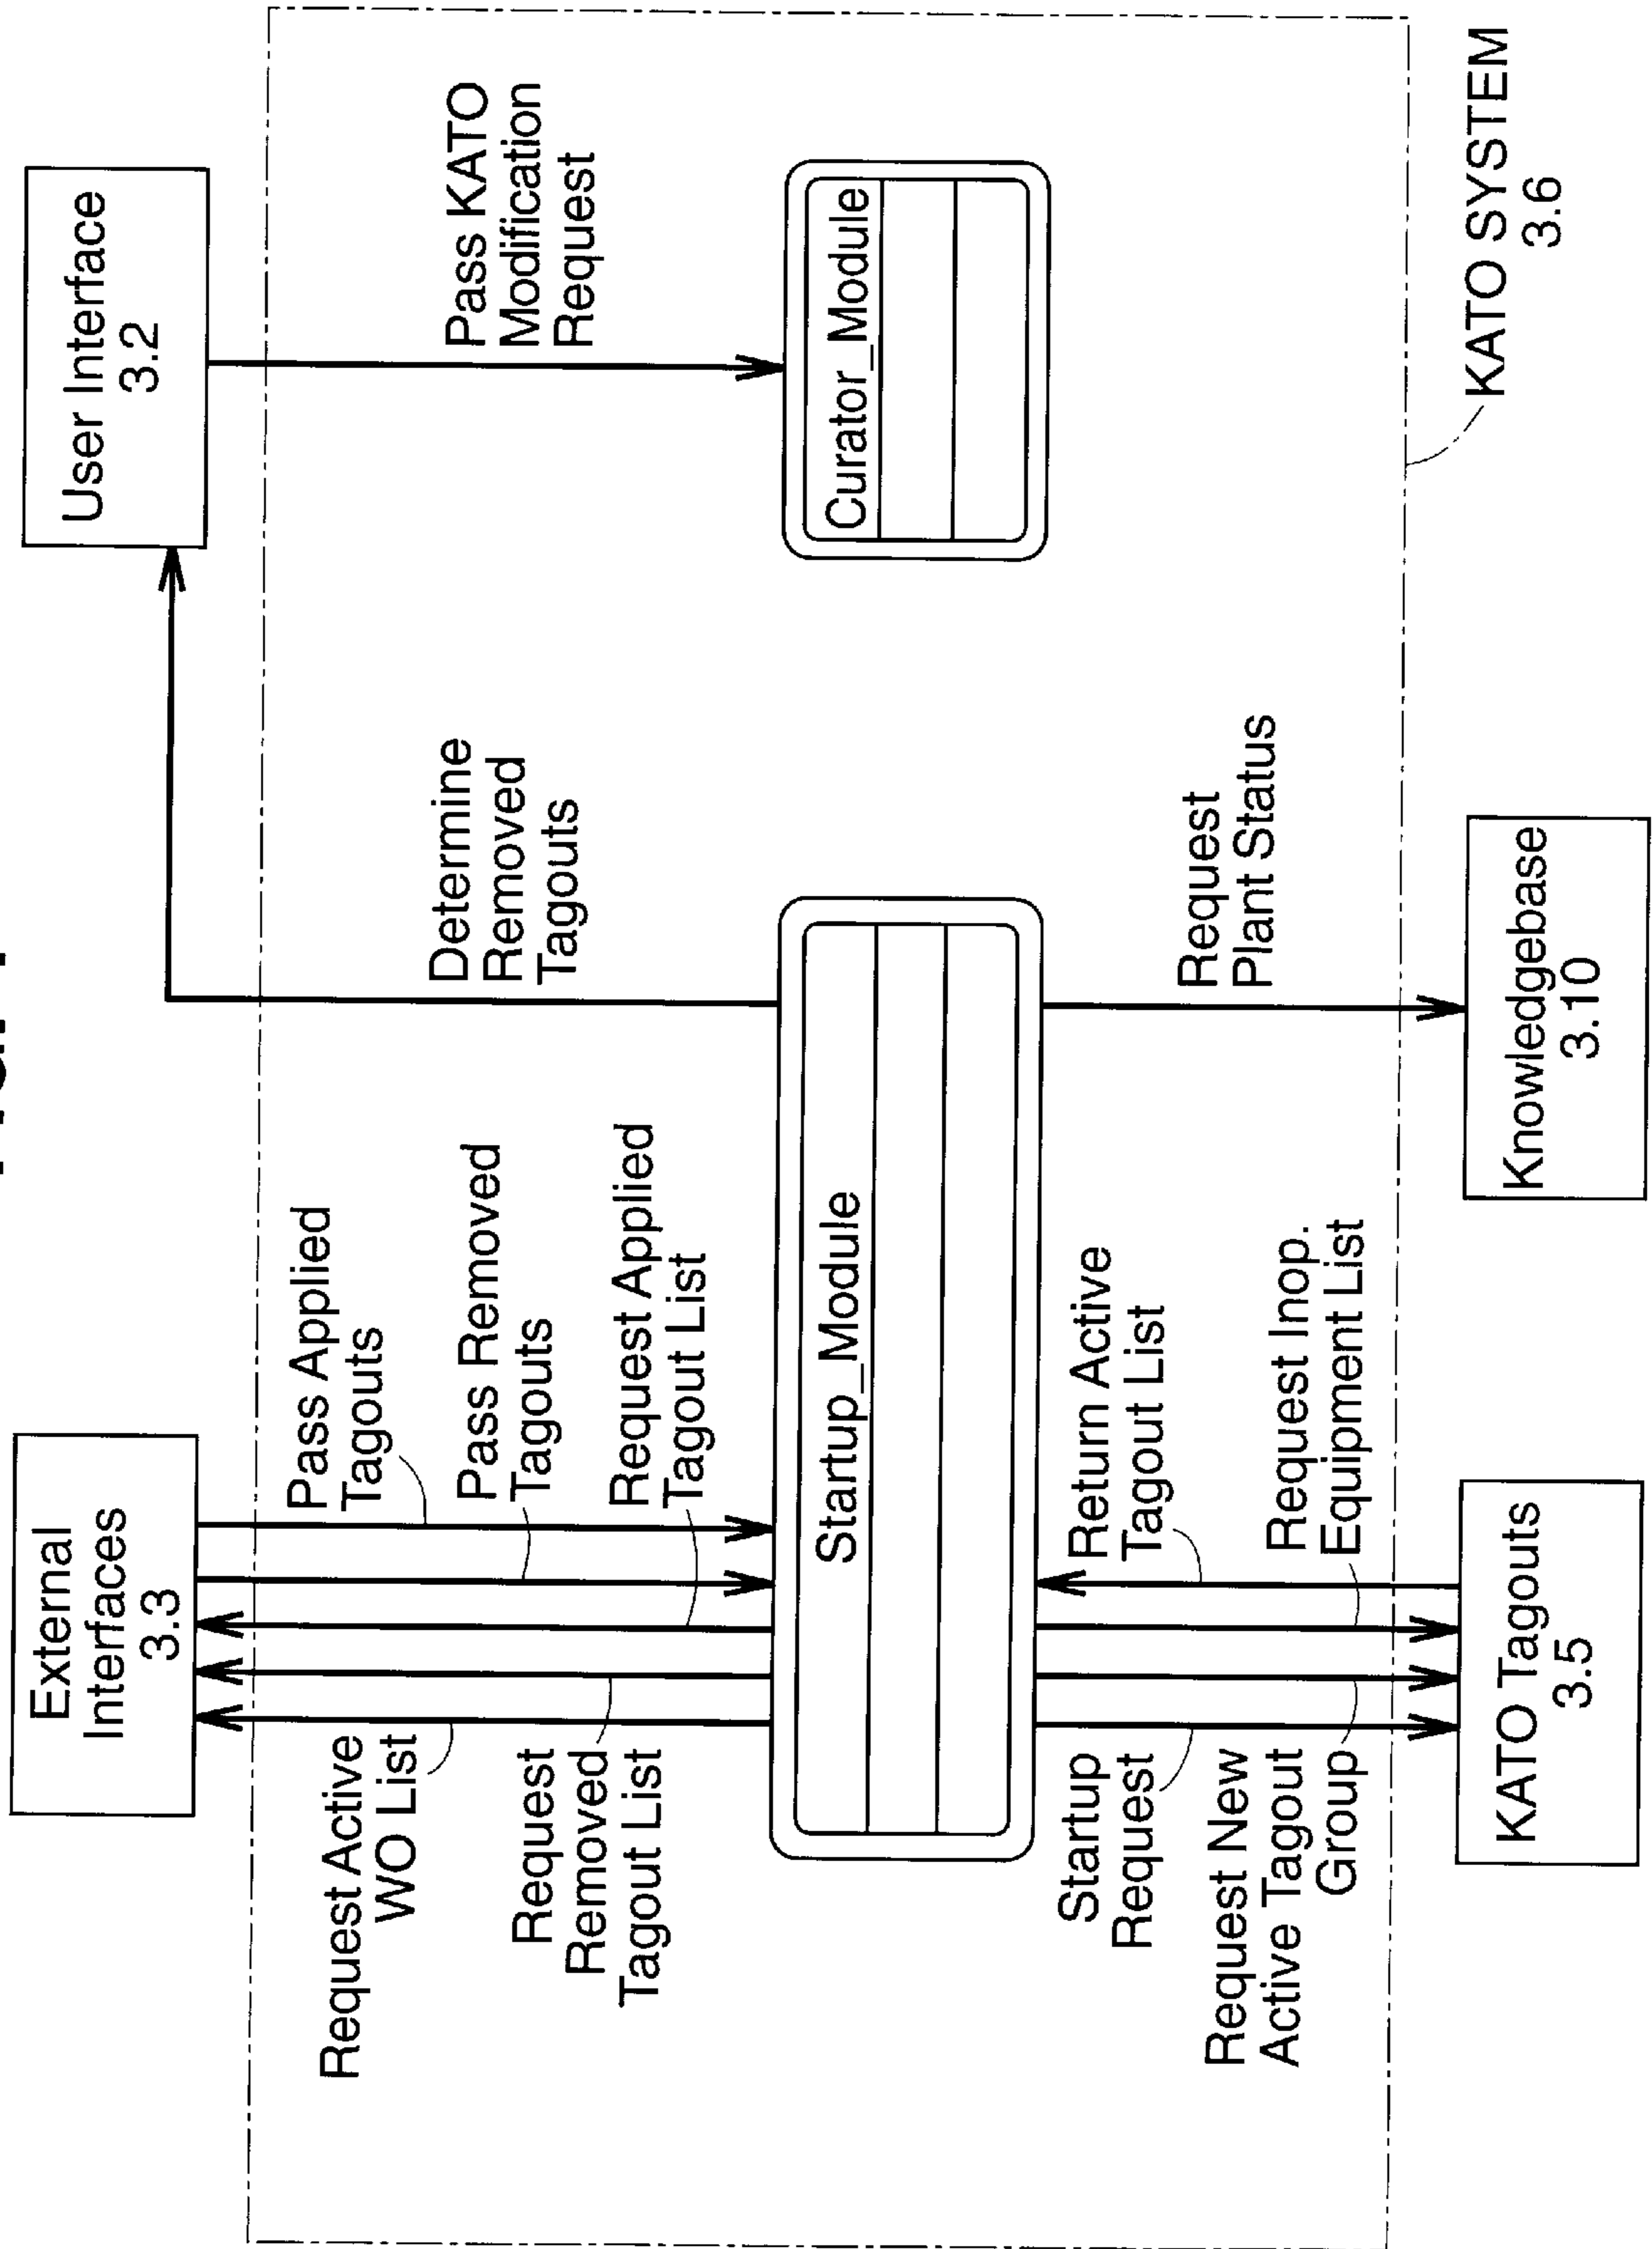 External
Interfaces
3.3
User Interface
3.2
Request Active
WO List
Request
Removed
Tagout List
Pass Applied
Tagouts
Pass Removed
Tagouts
Request Applied
Tagout List
Determine
Removed
Tagouts
Pass KATO
Modification
Request
Startup_Module
Curator_Module
Startup
Request
Request New
Active Tagout
Group
Return Active
Tagout List
Request Inop.
Equipment List
Request
Plant Status
KATO Tagouts
3.5
Knowledgebase
3.10
KATO SYSTEM
3.6